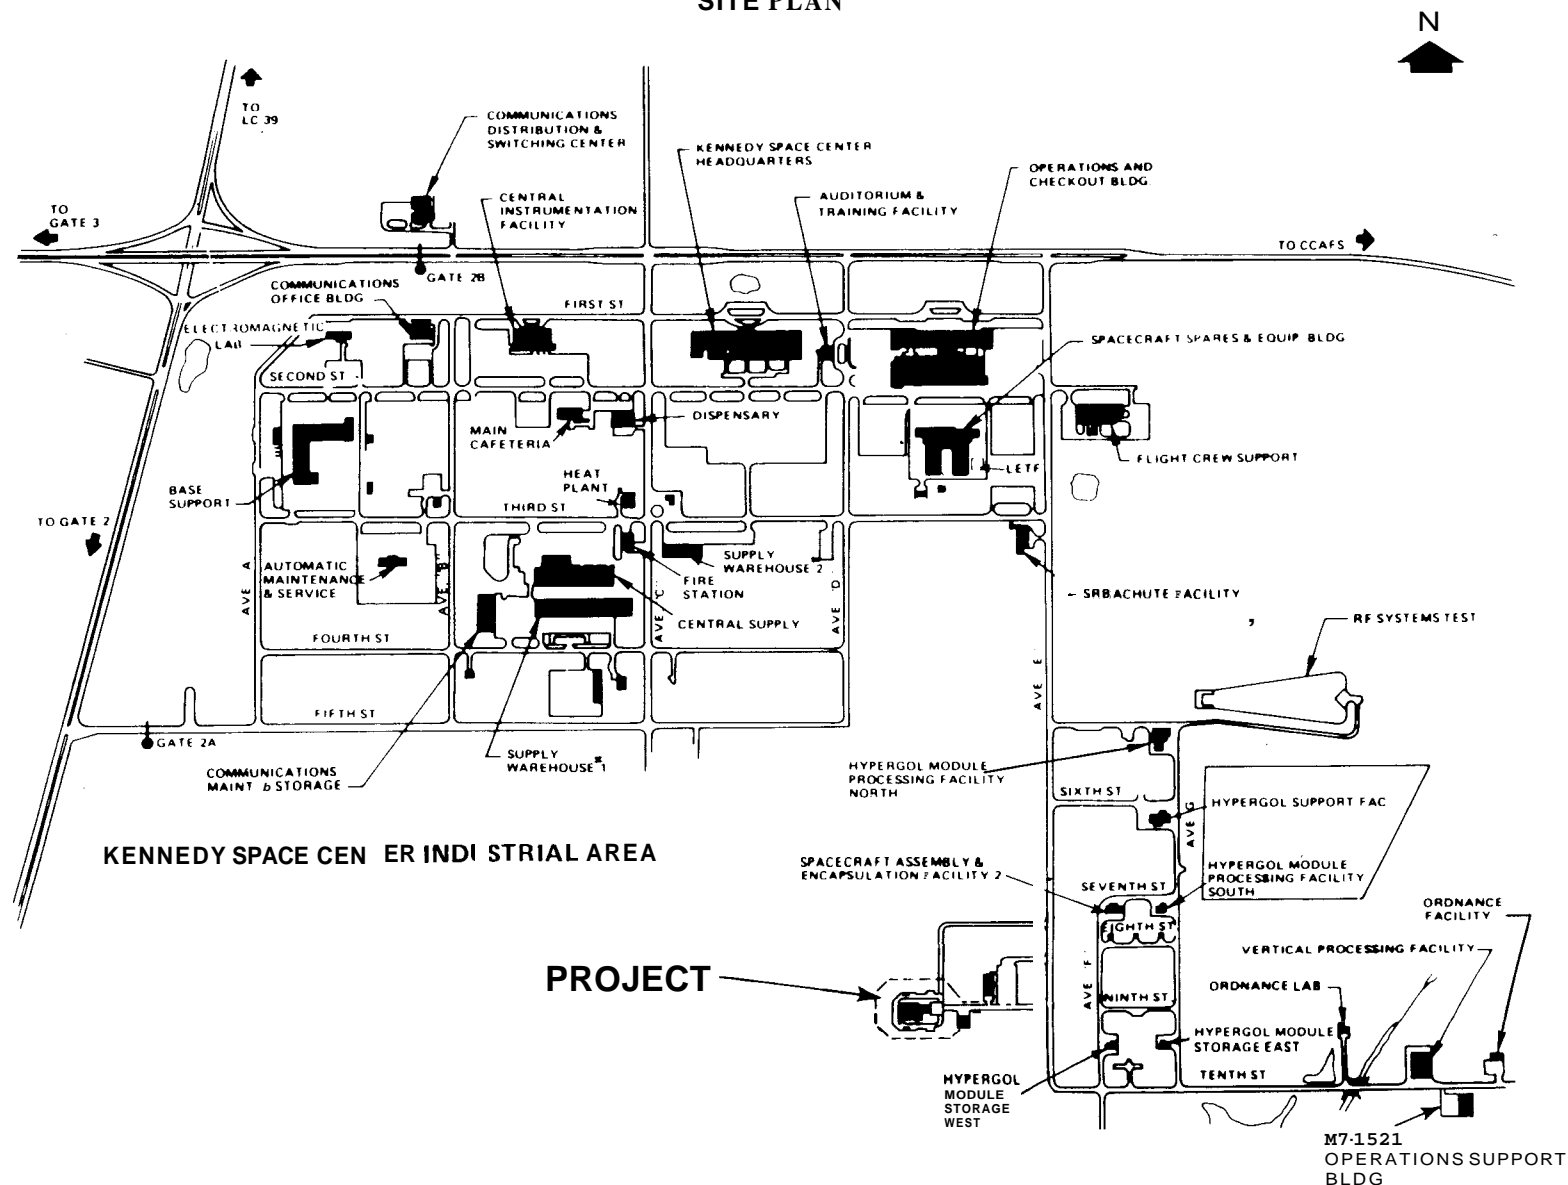 SITE PLAN
N
TO
LC 39
COMMUNICATIONS
DISTRIBUTION &
SWITCHING CENTER
KENNEDY SPACE CENTER
HEADQUARTERS
OPERATIONS AND
CHECKOUT BLDG.
TO
GATE 3
CENTRAL
INSTRUMENTATION
FACILITY
AUDITORIUM &
TRAINING FACILITY
TO CCAFS
GATE 2B
COMMUNICATIONS
OFFICE BLDG
FIRST ST
ELECTROMAGNETIC
LAB
SPACECRAFT SPARES & EQUIP BLDG
SECOND ST
MAIN
CAFETERIA
DISPENSARY
FLIGHT CREW SUPPORT
LETF
BASE
SUPPORT
HEAT
PLANT
THIRD ST
TO GATE 2
AUTOMATIC
MAINTENANCE
& SERVICE
SUPPLY
WAREHOUSE 2
FIRE
STATION
AVE A
AVE "B"
AVE "C"
AVE "D"
SRBACHUTE FACILITY
CENTRAL SUPPLY
FOURTH ST
RF SYSTEMS TEST
AVE E
FIFTH ST
GATE 2A
COMMUNICATIONS
MAINT & STORAGE
SUPPLY
WAREHOUSE #1
HYPERGOL MODULE
PROCESSING FACILITY
NORTH
SIXTH ST
AVE G
HYPERGOL SUPPORT FAC
KENNEDY SPACE CEN ER INDU STRIAL AREA
SPACECRAFT ASSEMBLY &
ENCAPSULATION FACILITY 2
SEVENTH ST
HYPERGOL MODULE
PROCESSING FACILITY
SOUTH
ORDNANCE
FACILITY
EIGHTH ST
VERTICAL PROCESSING FACILITY
PROJECT
AVE "F"
NINTH ST
ORDNANCE LAB
HYPERGOL MODULE
STORAGE EAST
TENTH ST
HYPERGOL
MODULE
STORAGE
WEST
M7-1521
OPERATIONS SUPPORT
BLDG